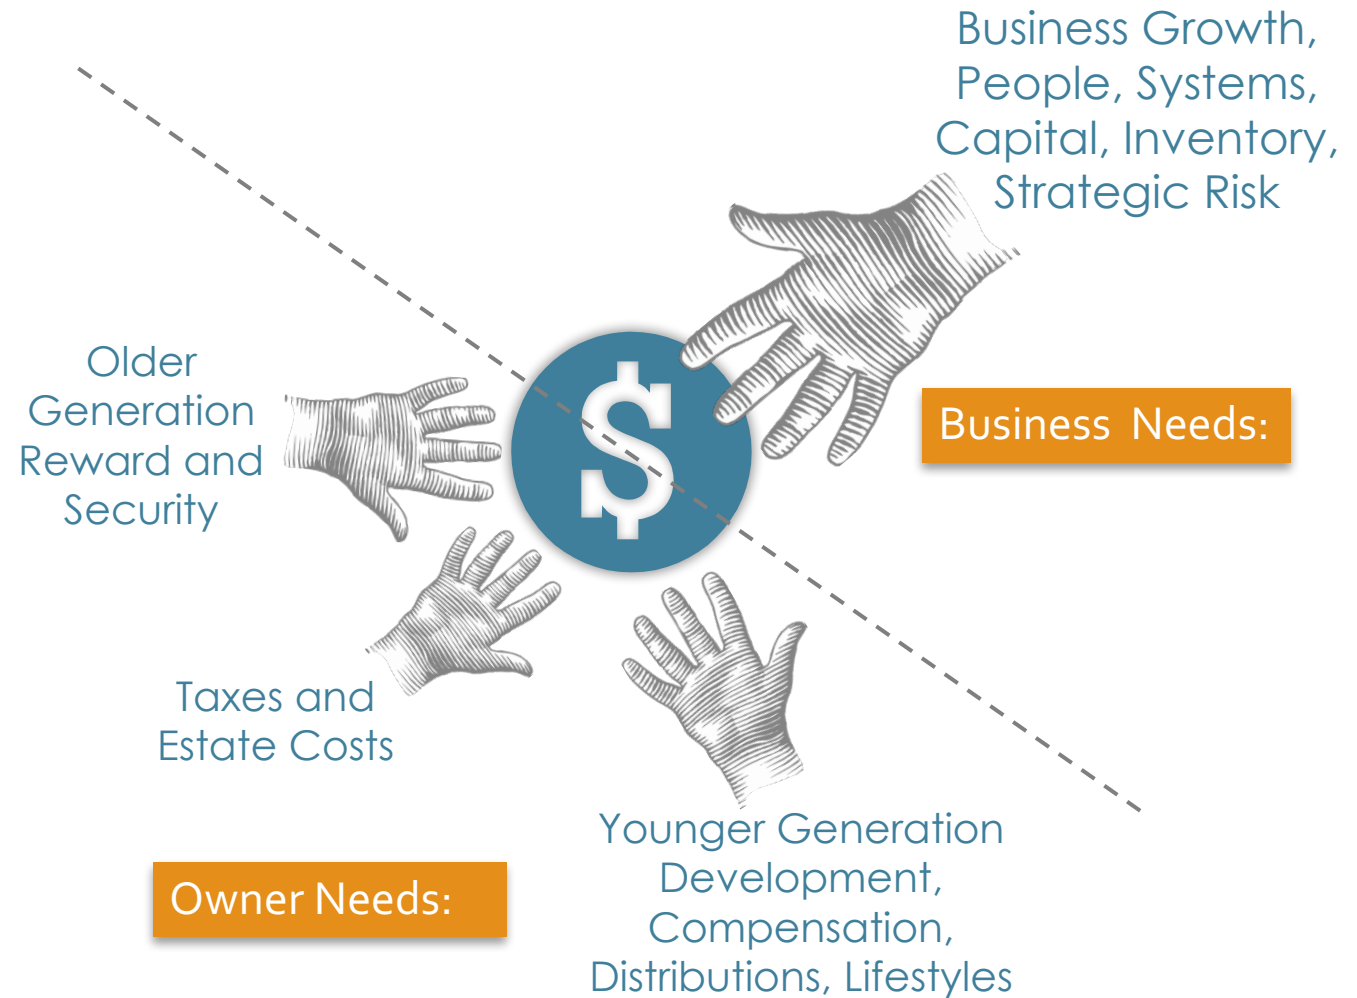 Business Growth,
People, Systems,
Capital, Inventory,
Strategic Risk
Older
Generation
Reward and
Security
$
Business Needs:
Taxes and
Estate Costs
Younger Generation
Development,
Compensation,
Distributions, Lifestyles
Owner Needs: